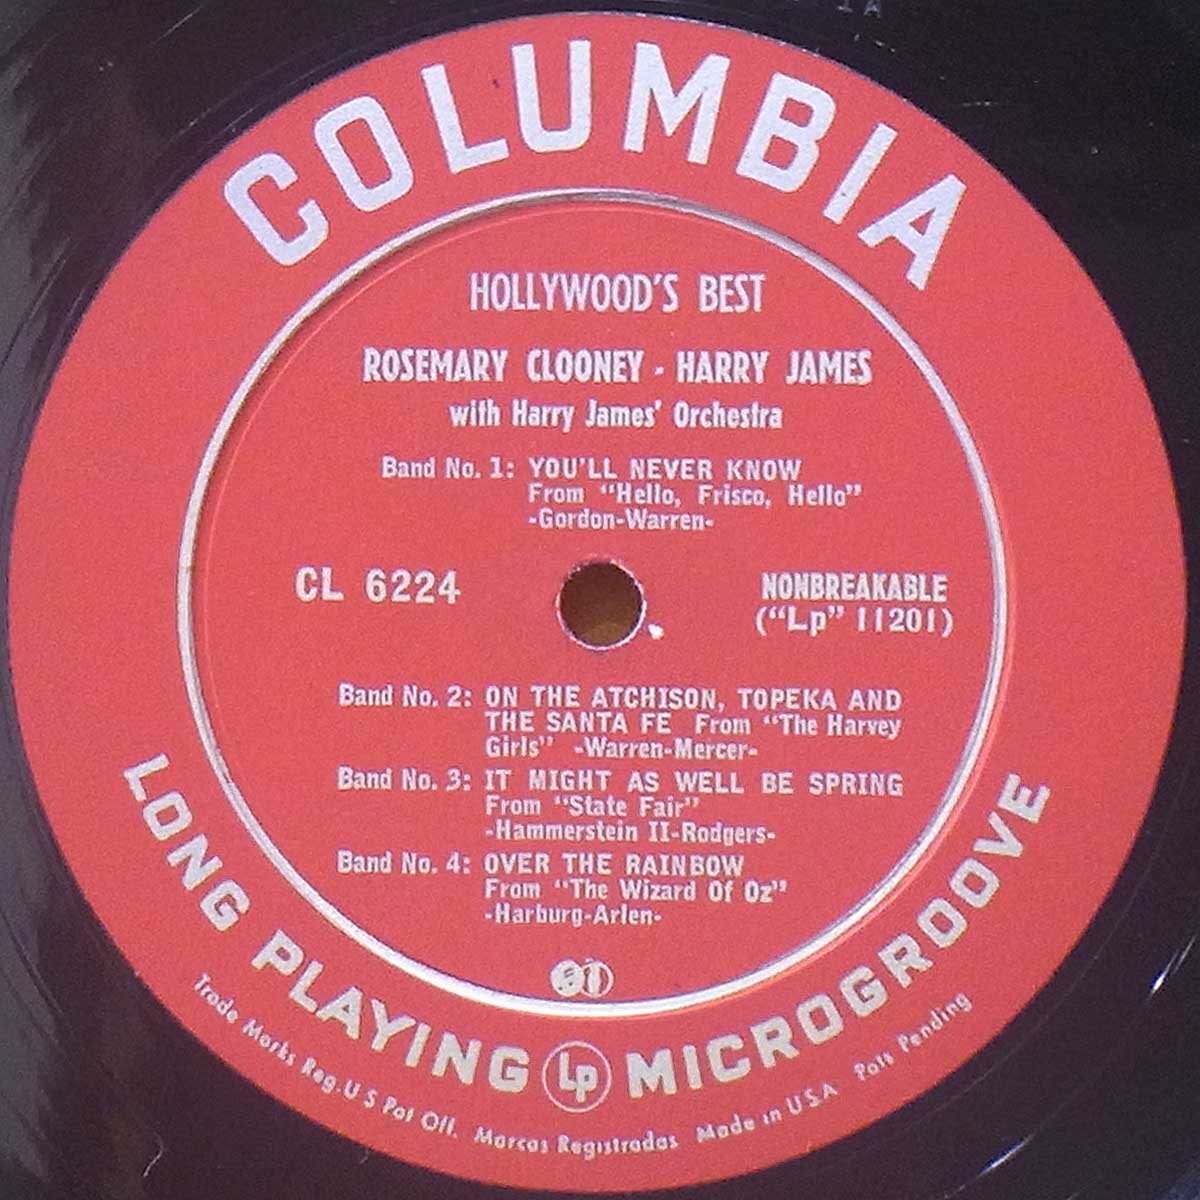 COLUMBIA
HOLLYWOOD'S BEST
ROSEMARY CLOONEY - HARRY JAMES
with Harry James' Orchestra
Band No. 1: YOU'LL NEVER KNOW
From "Hello, Frisco, Hello"
-Gordon-Warren-
CL 6224
NONBREAKABLE
("Lp" 11201)
Band No. 2: ON THE ATCHISON, TOPEKA AND
THE SANTA FE From "The Harvey
Girls" -Warren-Mercer-
Band No. 3: IT MIGHT AS WELL BE SPRING
From "State Fair"
-Hammerstein II-Rodgers-
Band No. 4: OVER THE RAINBOW
From "The Wizard Of Oz"
-Harburg-Arlen-
S1
LONG PLAYING Lp MICROGROOVE
Trade Marks Reg. U S Pat Off. Marcas Registradas Made in U.S.A Pats Pending
1A